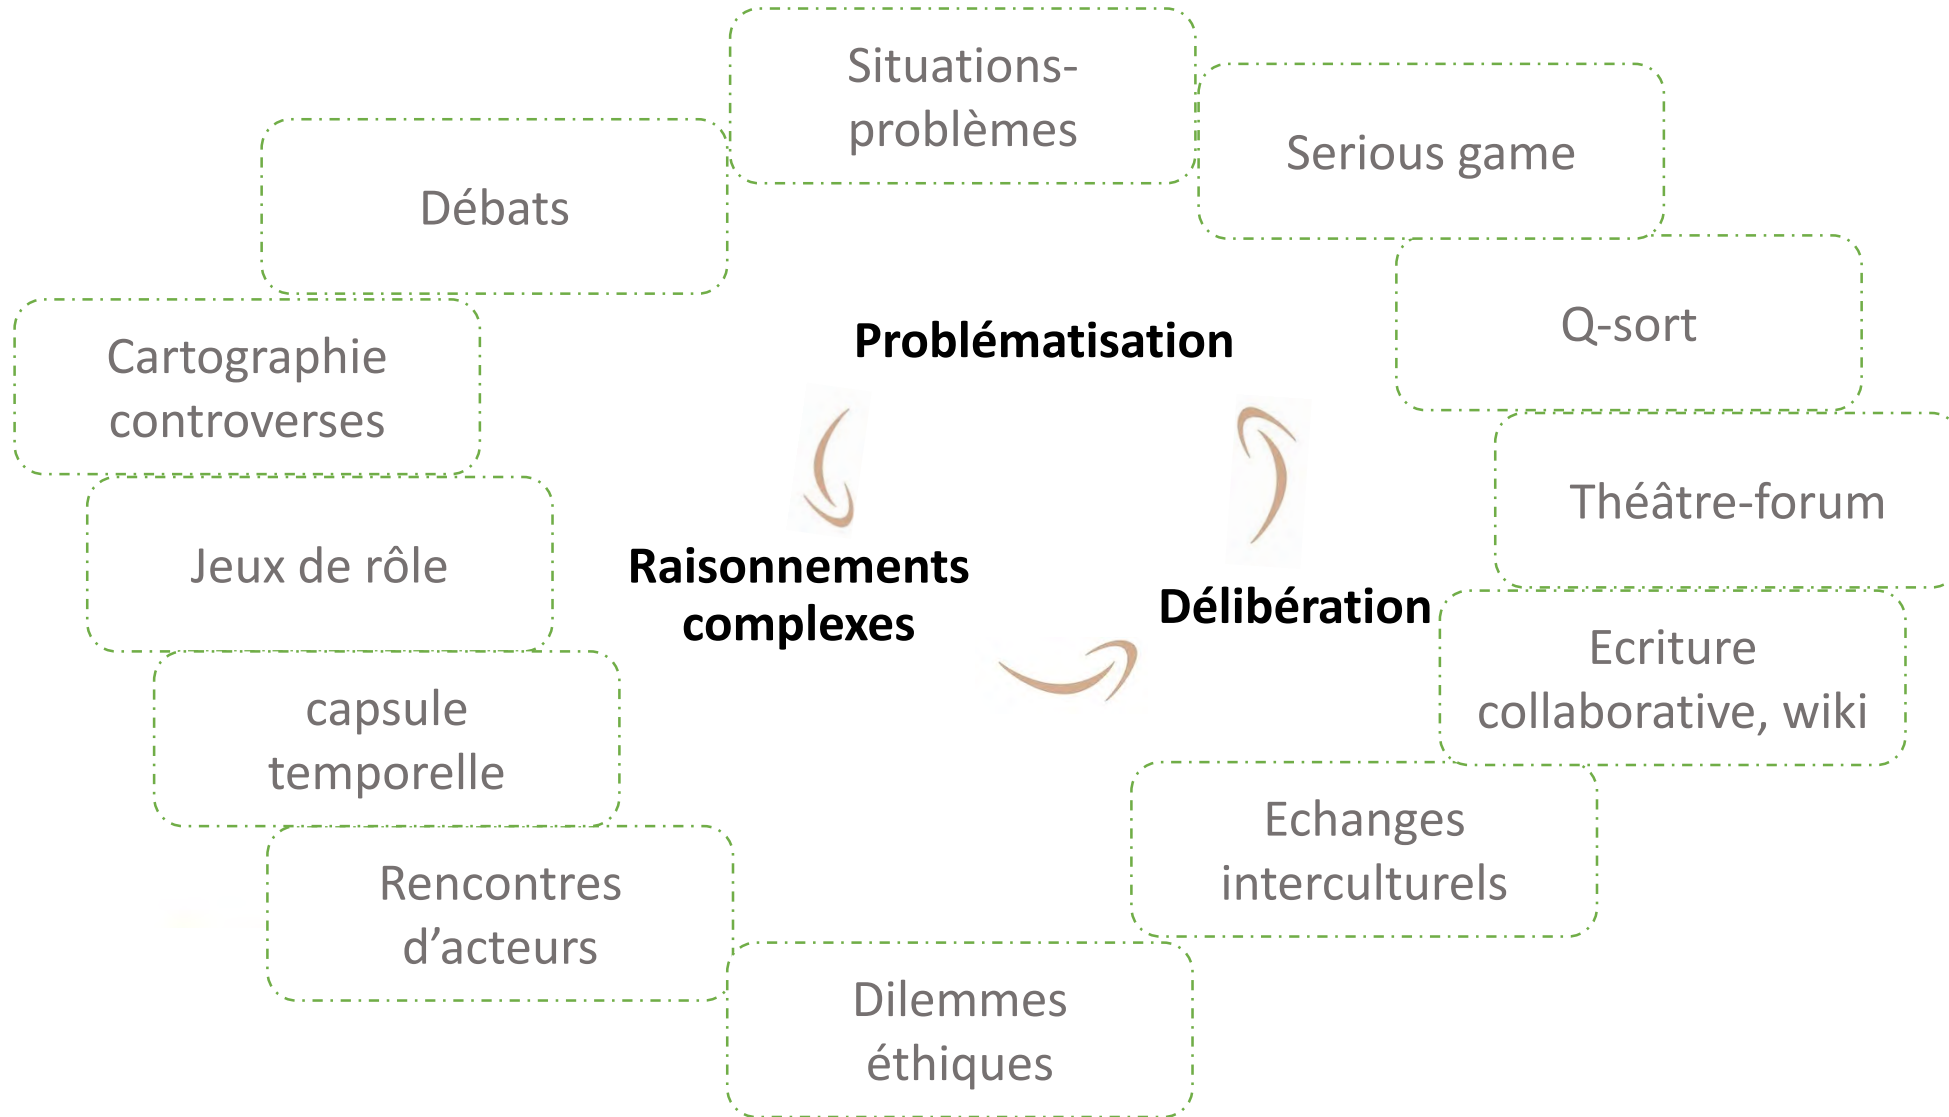 Situations-
problèmes
Serious game
Débats
Q-sort
Problématisation
Cartographie
controverses
Théâtre-forum
Jeux de rôle
Raisonnements
complexes
Délibération
Ecriture
collaborative, wiki
capsule
temporelle
Echanges
interculturels
Rencontres
d’acteurs
Dilemmes
éthiques